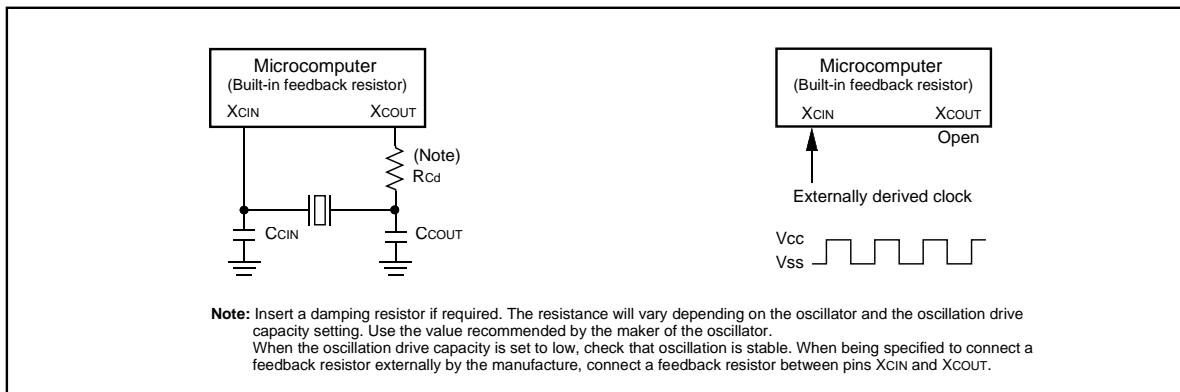 Microcomputer
(Built-in feedback resistor)
XCIN
XCOUT
(Note)
RCd
CCIN
CCOUT
Microcomputer
(Built-in feedback resistor)
XCIN
XCOUT
Open
Externally derived clock
Vcc
Vss
Note: Insert a damping resistor if required. The resistance will vary depending on the oscillator and the oscillation drive
capacity setting. Use the value recommended by the maker of the oscillator.
When the oscillation drive capacity is set to low, check that oscillation is stable. When being specified to connect a
feedback resistor externally by the manufacture, connect a feedback resistor between pins XCIN and XCOUT.